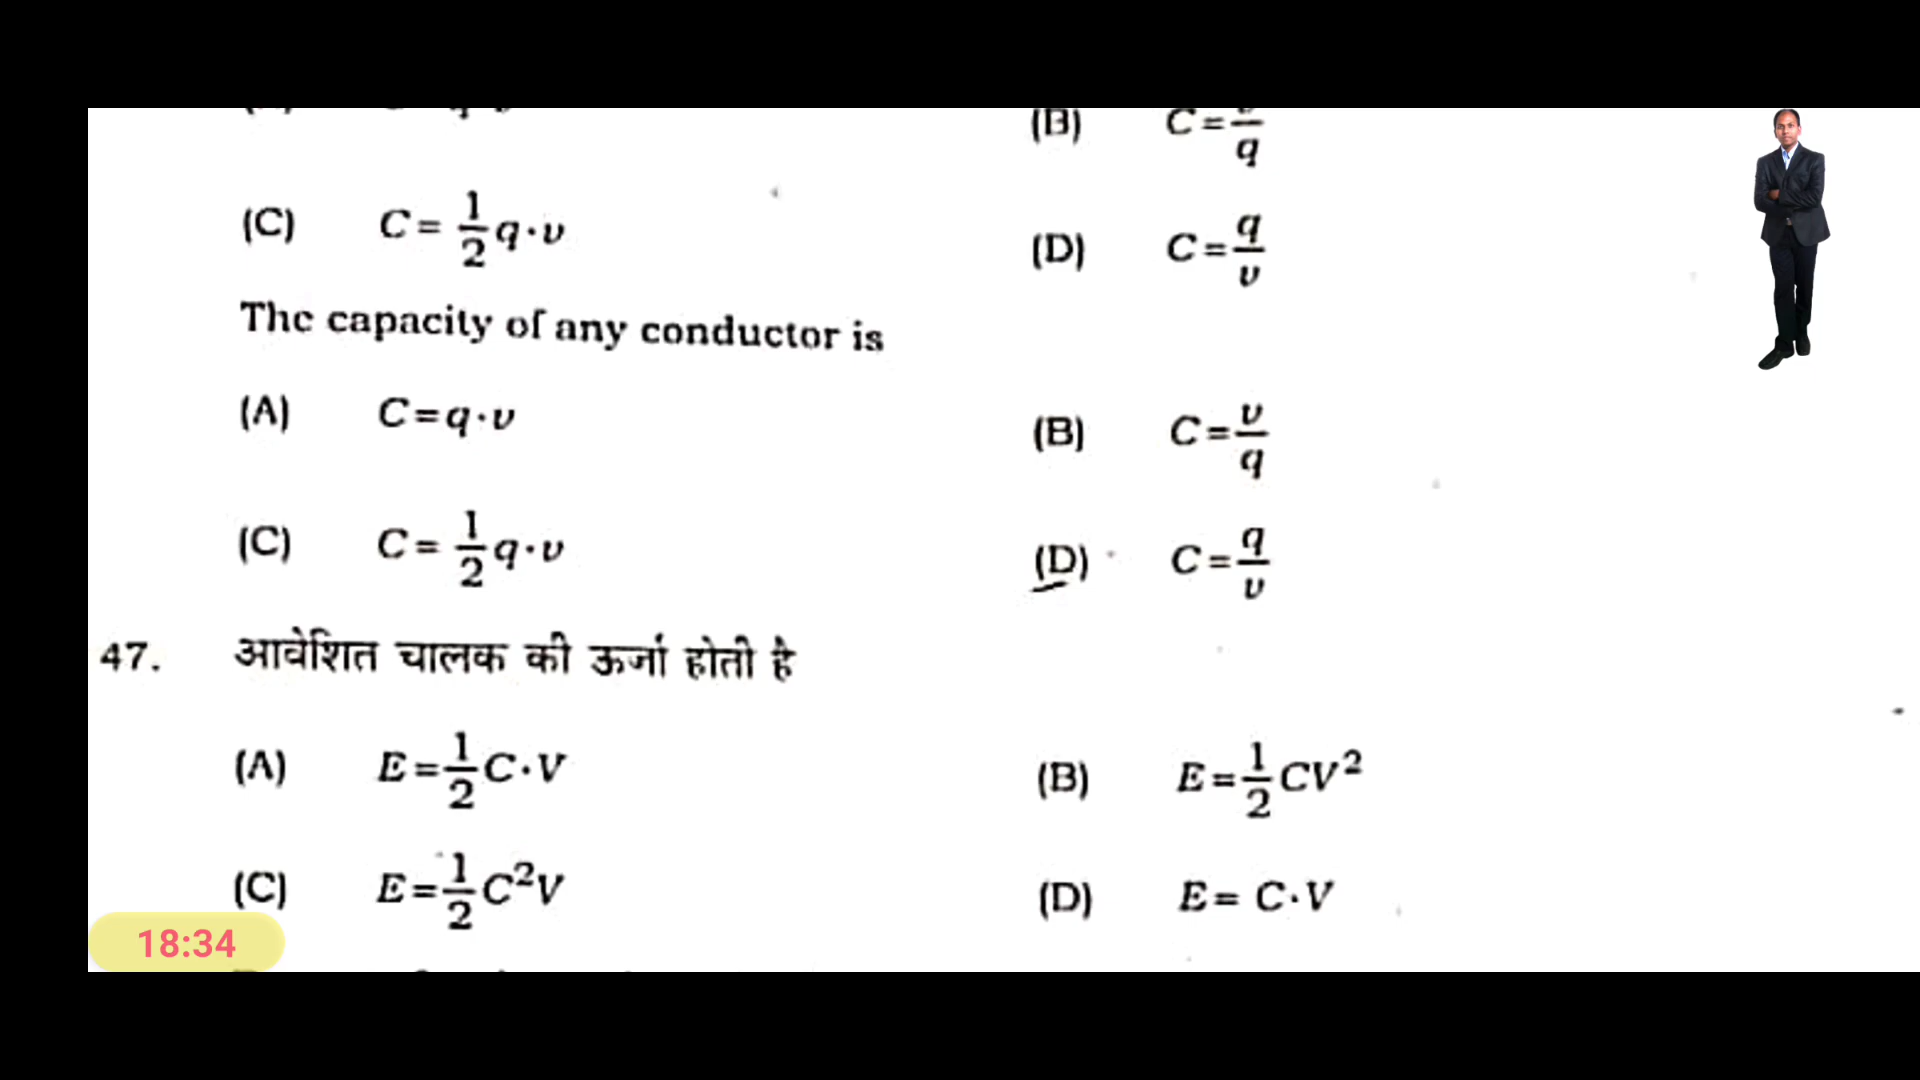 (B) C = v/q
(C) C = 1/2 q·v
(D) C = q/v
The capacity of any conductor is
(A) C = q·v
(B) C = v/q
(C) C = 1/2 q·v
(D) C = q/v
47. आवेशित चालक की ऊर्जा होती है
(A) E = 1/2 C·V
(B) E = 1/2 CV²
(C) E = 1/2 C²V
(D) E = C·V
18:34